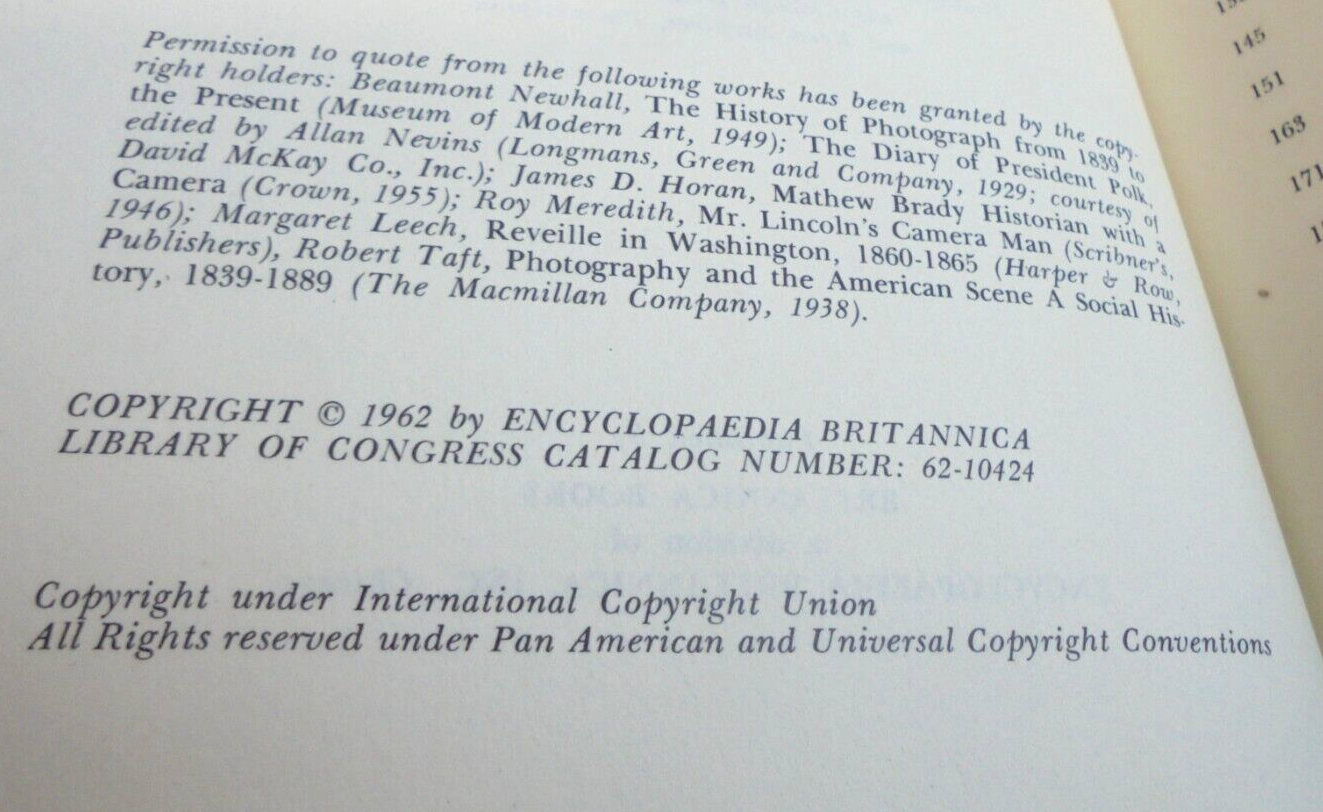 Permission to quote from the following works has been granted by the copy-
right holders: Beaumont Newhall, The History of Photograph from 1839 to
the Present (Museum of Modern Art, 1949); The Diary of President Polk,
edited by Allan Nevins (Longmans, Green and Company, 1929; courtesy of
David McKay Co., Inc.); James D. Horan, Mathew Brady Historian with a
Camera (Crown, 1955); Roy Meredith, Mr. Lincoln's Camera Man (Scribner's,
1946); Margaret Leech, Reveille in Washington, 1860-1865 (Harper & Row,
Publishers), Robert Taft, Photography and the American Scene A Social His-
tory, 1839-1889 (The Macmillan Company, 1938).
COPYRIGHT © 1962 by ENCYCLOPAEDIA BRITANNICA
LIBRARY OF CONGRESS CATALOG NUMBER: 62-10424
Copyright under International Copyright Union
All Rights reserved under Pan American and Universal Copyright Conventions
145
151
163
171